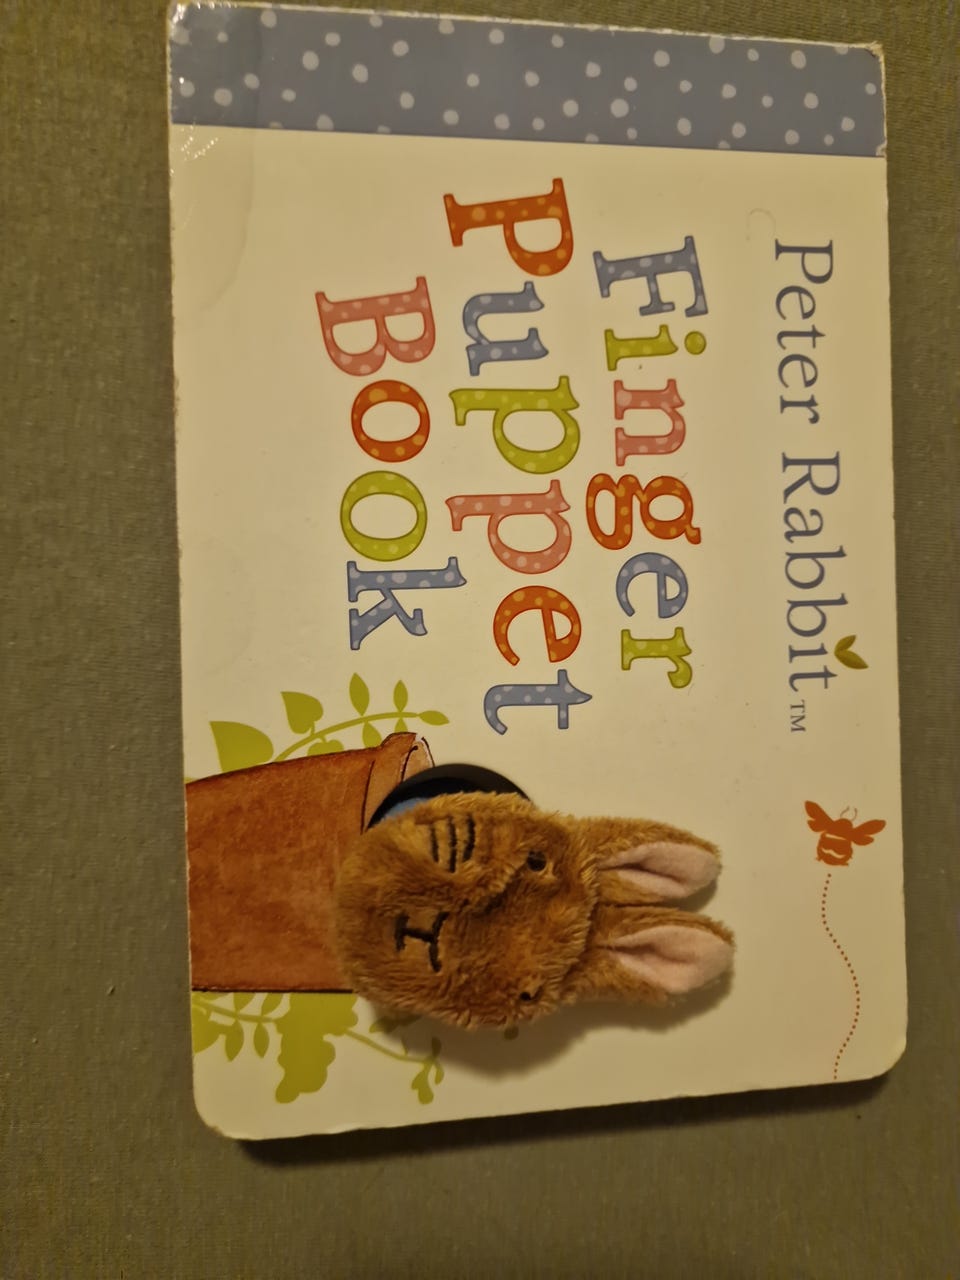 Peter Rabbit™
Finger
Puppet
Book